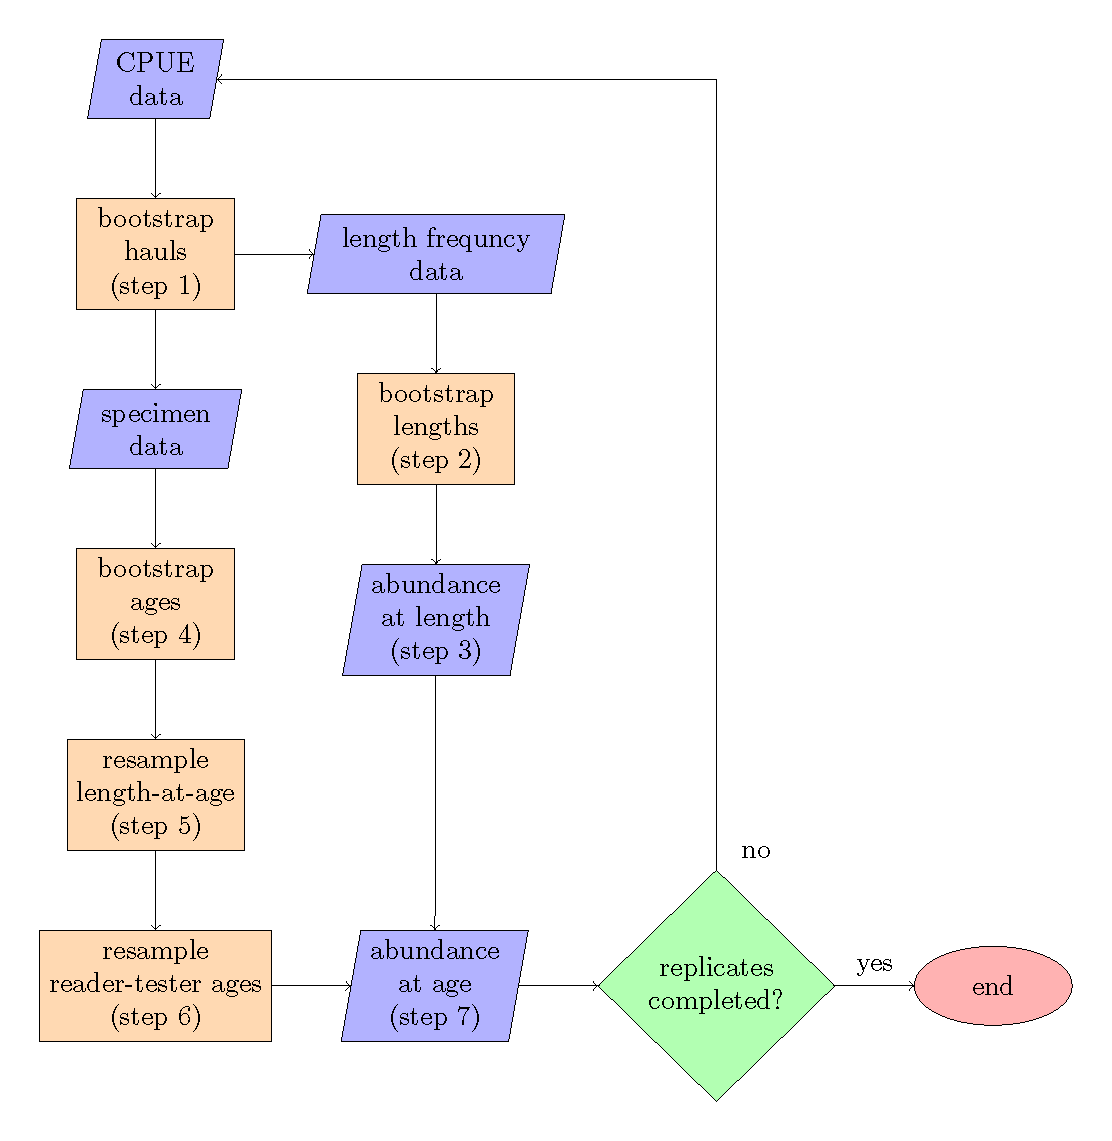 CPUE
data
bootstrap
hauls
(step 1)
length frequncy
data
specimen
data
bootstrap
lengths
(step 2)
bootstrap
ages
(step 4)
abundance
at length
(step 3)
resample
length-at-age
(step 5)
no
resample
reader-tester ages
(step 6)
abundance
at age
(step 7)
replicates
completed?
yes
end